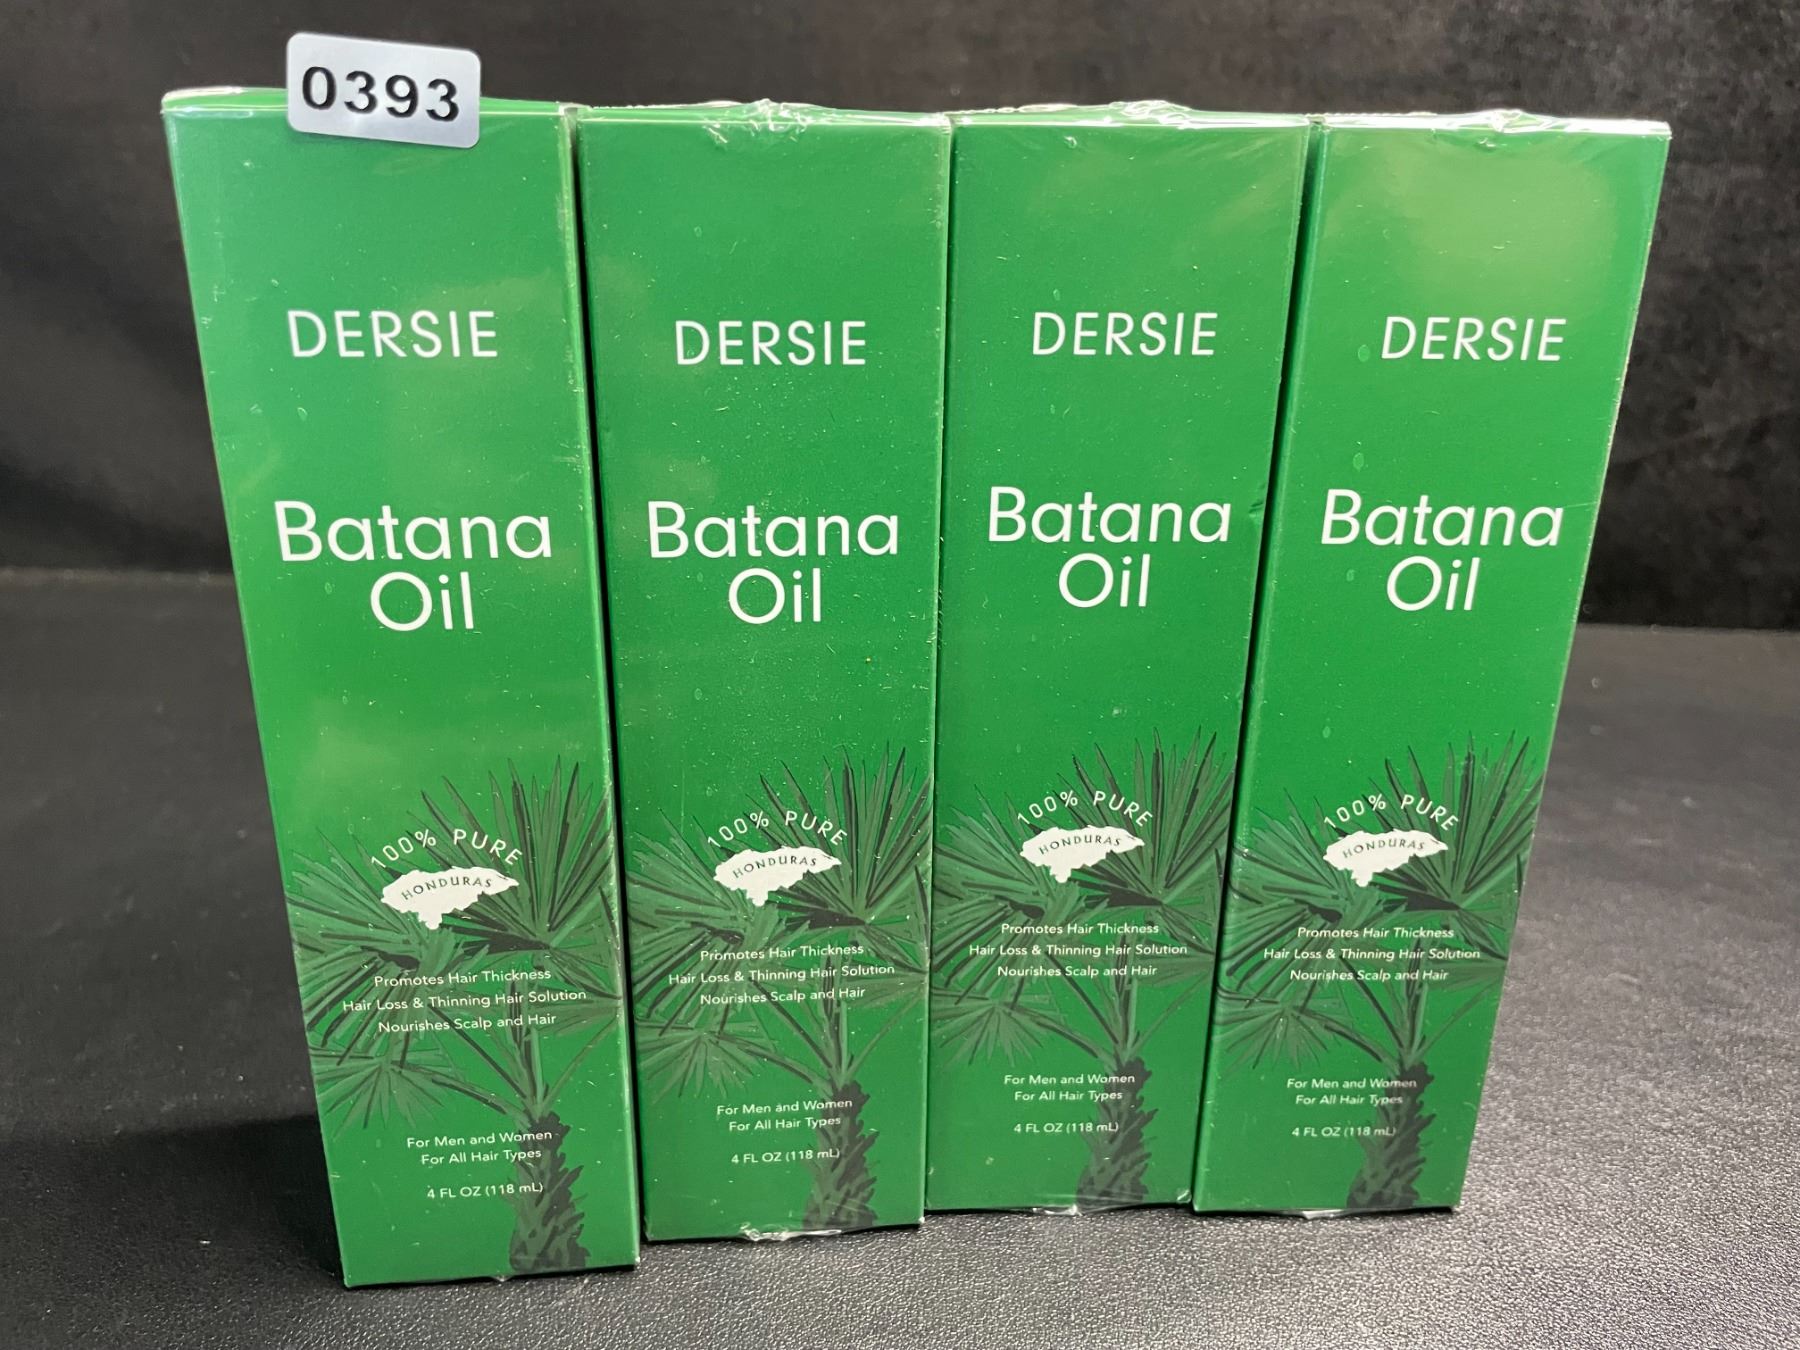 0393
DERSIE
Batana
Oil
100% PURE
HONDURAS
Promotes Hair Thickness
Hair Loss & Thinning Hair Solution
Nourishes Scalp and Hair
For Men and Women
For All Hair Types
4 FL OZ (118 mL)
DERSIE
Batana
Oil
100% PURE
HONDURAS
Promotes Hair Thickness
Hair Loss & Thinning Hair Solution
Nourishes Scalp and Hair
For Men and Women
For All Hair Types
4 FL OZ (118 mL)
DERSIE
Batana
Oil
100% PURE
HONDURAS
Promotes Hair Thickness
Hair Loss & Thinning Hair Solution
Nourishes Scalp and Hair
For Men and Women
For All Hair Types
4 FL OZ (118 mL)
DERSIE
Batana
Oil
100% PURE
HONDURAS
Promotes Hair Thickness
Hair Loss & Thinning Hair Solution
Nourishes Scalp and Hair
For Men and Women
For All Hair Types
4 FL OZ (118 mL)